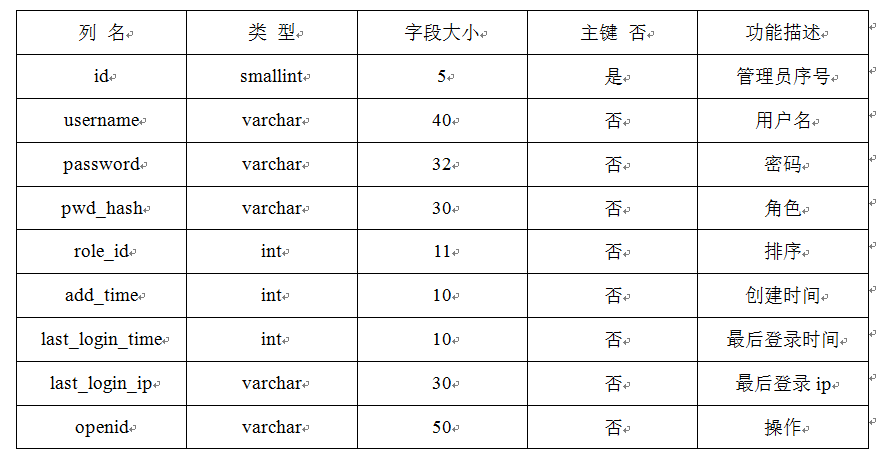 列 名 类 型 字段大小 主键 否 功能描述
id smallint 5 是 管理员序号
username varchar 40 否 用户名
password varchar 32 否 密码
pwd_hash varchar 30 否 角色
role_id int 11 否 排序
add_time int 10 否 创建时间
last_login_time int 10 否 最后登录时间
last_login_ip varchar 30 否 最后登录 ip
openid varchar 50 否 操作